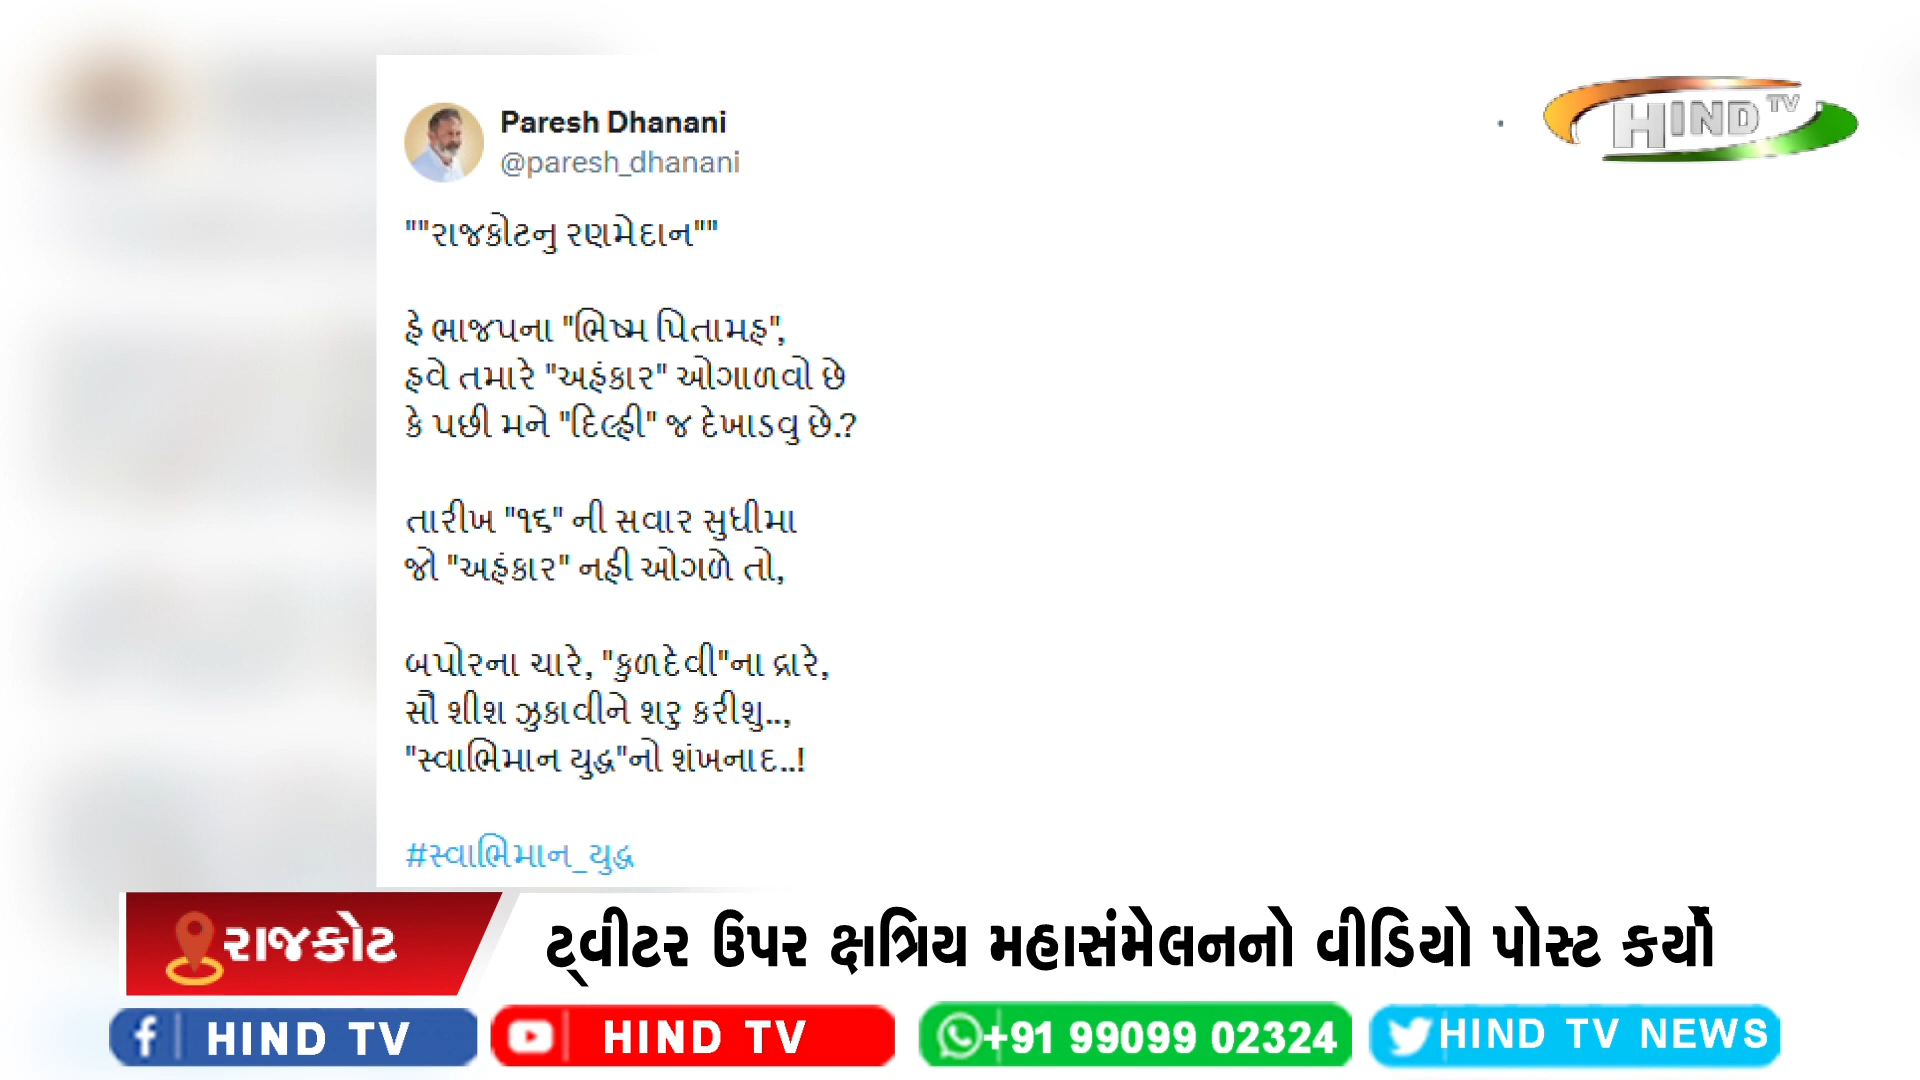 Paresh Dhanani
@paresh_dhanani
HIND TV
""રાજકોટનુ રણમેદાન""
હે ભાજપના "ભિષ્મ પિતામહ",
હવે તમારે "અહંકાર" ઓગાળવો છે
કે પછી મને "દિલ્હી" જ દેખાડવુ છે.?
તારીખ "૧૬" ની સવાર સુધીમા
જો "અહંકાર" નહી ઓગળે તો,
બપોરના ચારે, "કુળદેવી"ના દ્રારે,
સૌ શીશ ઝુકાવીને શરુ કરીશુ..,
"સ્વાભિમાન યુદ્ધ"નો શંખનાદ..!
#સ્વાભિમાન_યુદ્ધ
રાજકોટ
ટ્વીટર ઉપર ક્ષત્રિય મહાસંમેલનનો વીડિયો પોસ્ટ કર્યો
HIND TV
HIND TV
+91 99099 02324
HIND TV NEWS